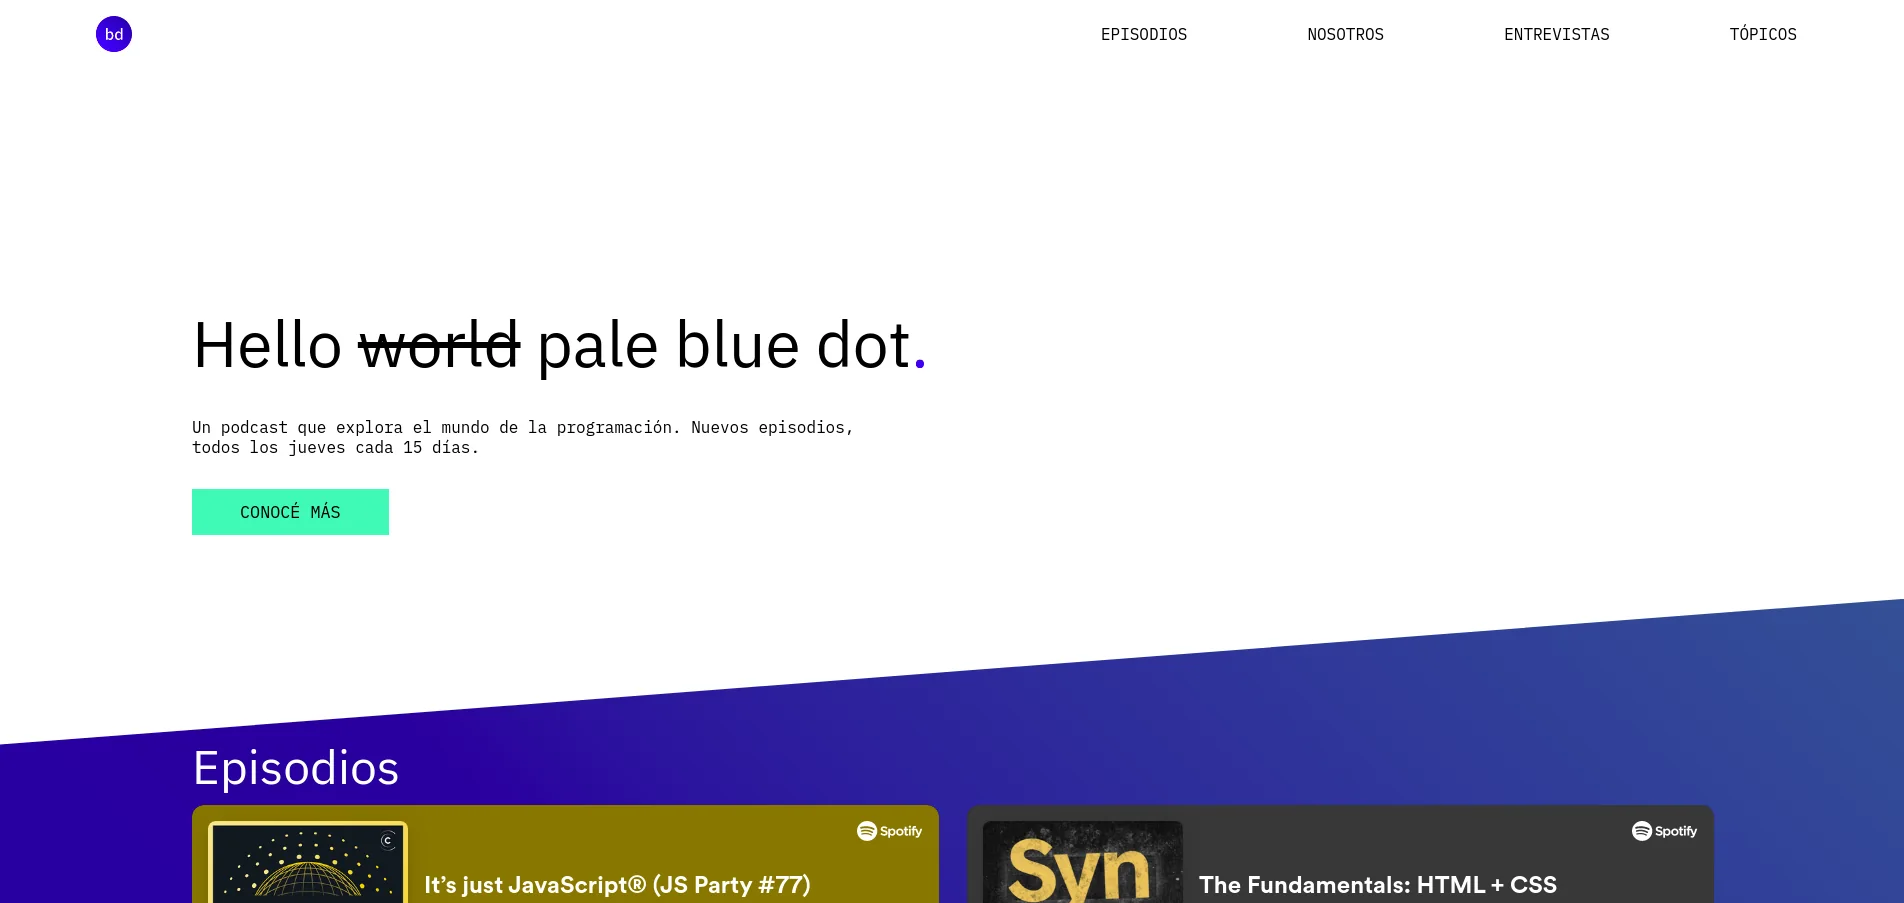 bd
EPISODIOS
NOSOTROS
ENTREVISTAS
TÓPICOS
Hello world pale blue dot.
Un podcast que explora el mundo de la programación. Nuevos episodios,
todos los jueves cada 15 días.
CONOCÉ MÁS
Episodios
Spotify
It’s just JavaScript® (JS Party #77)
Spotify
Syn
The Fundamentals: HTML + CSS